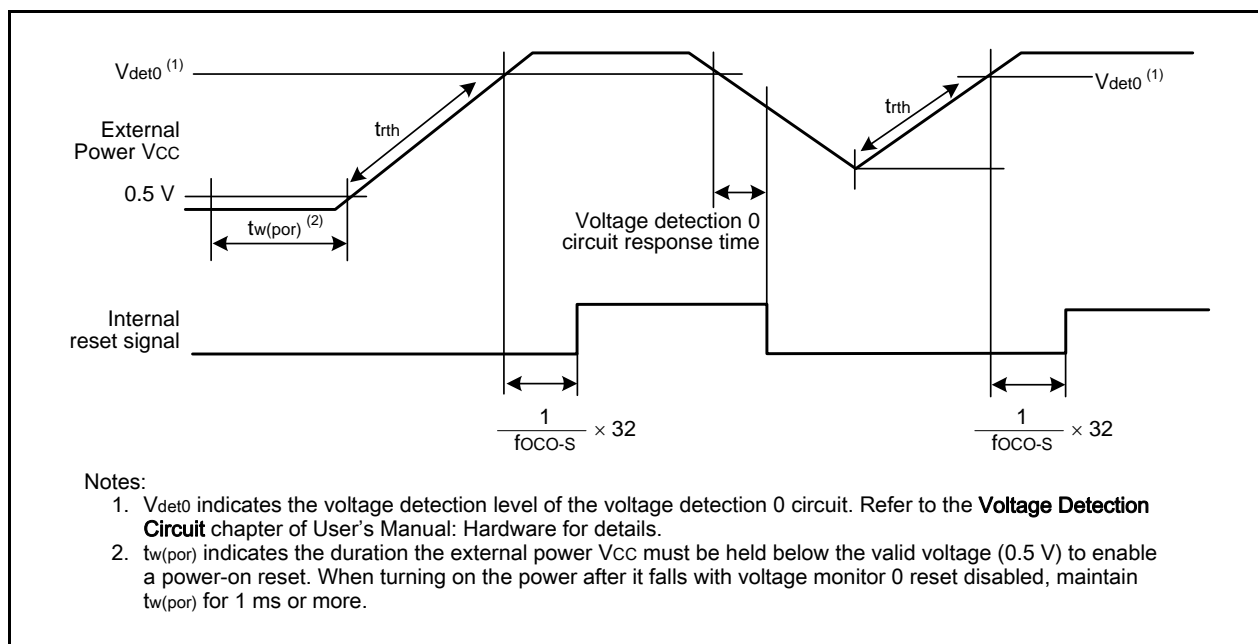 Vdet0 (1)
trth
External
Power VCC
0.5 V
tw(por) (2)
Voltage detection 0
circuit response time
trth
Vdet0 (1)
Internal
reset signal
1
fOCO-S
× 32
1
fOCO-S
× 32
Notes:
1. Vdet0 indicates the voltage detection level of the voltage detection 0 circuit. Refer to the Voltage Detection
Circuit chapter of User's Manual: Hardware for details.
2. tw(por) indicates the duration the external power VCC must be held below the valid voltage (0.5 V) to enable
a power-on reset. When turning on the power after it falls with voltage monitor 0 reset disabled, maintain
tw(por) for 1 ms or more.